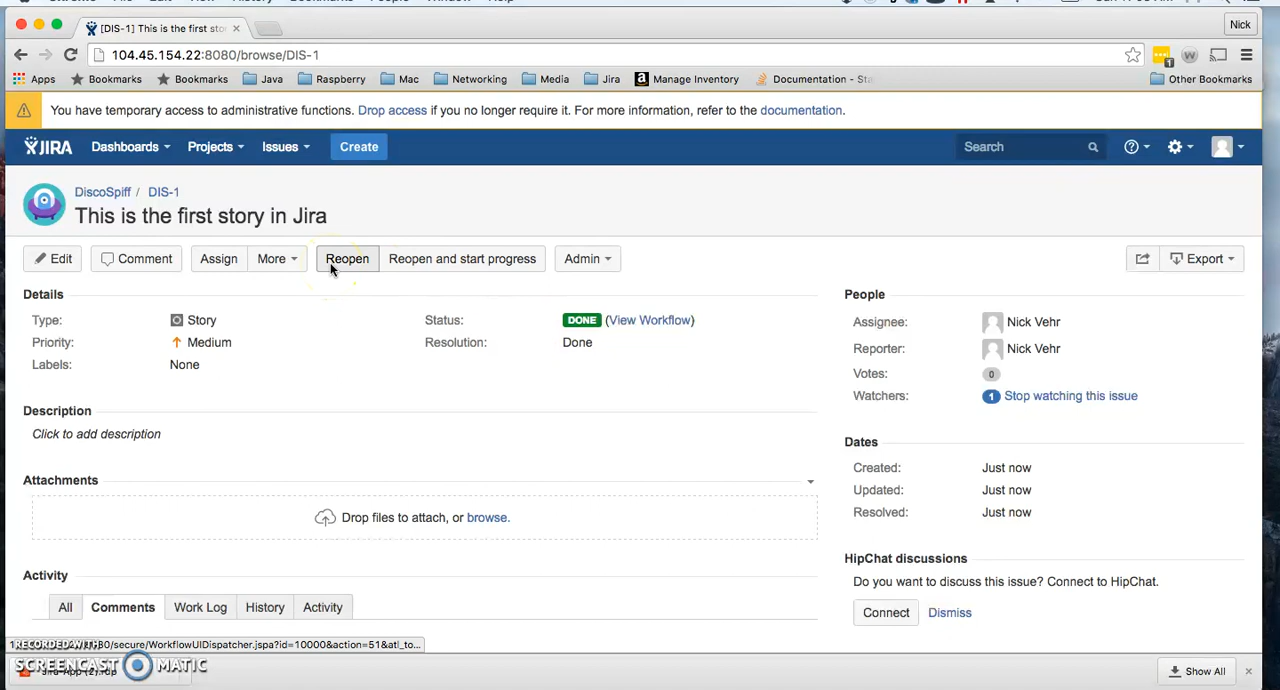 [DIS-1] This is the first sto
Nick
104.45.154.22:8080/browse/DIS-1
Apps Bookmarks Bookmarks Java Raspberry Mac Networking Media Jira Manage Inventory Documentation - Sta Other Bookmarks
You have temporary access to administrative functions. Drop access if you no longer require it. For more information, refer to the documentation.
JIRA Dashboards Projects Issues Create Search
DiscoSpiff / DIS-1
This is the first story in Jira
Edit Comment Assign More Reopen Reopen and start progress Admin Export
Details
Type: Story
Priority: Medium
Labels: None
Status: DONE (View Workflow)
Resolution: Done
Description
Click to add description
Attachments
Drop files to attach, or browse.
Activity
All Comments Work Log History Activity
People
Assignee: Nick Vehr
Reporter: Nick Vehr
Votes: 0
Watchers: 1 Stop watching this issue
Dates
Created: Just now
Updated: Just now
Resolved: Just now
HipChat discussions
Do you want to discuss this issue? Connect to HipChat.
Connect Dismiss
RECORDED WITH
80/secure/WorkflowUIDispatcher.jspa?id=10000&action=51&atl_to...
SCREENCAST MATIC
Show All